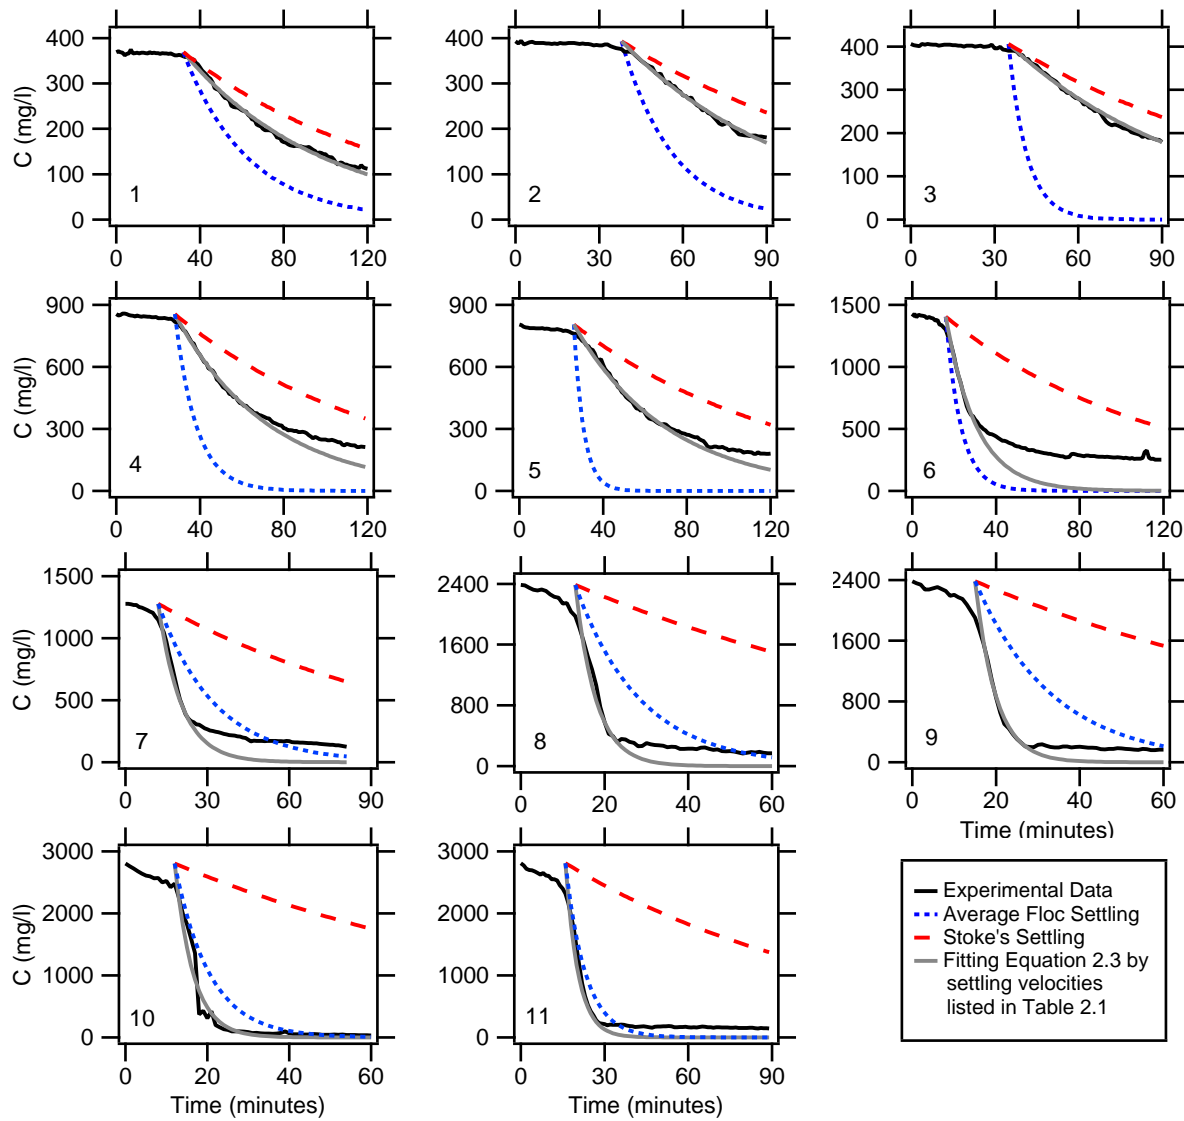 400
300
200
100
0
C (mg/l)
1
0 40 80 120
400
300
200
100
0
2
0 30 60 90
400
300
200
100
0
3
0 30 60 90
900
600
300
0
C (mg/l)
4
0 40 80 120
900
600
300
0
5
0 40 80 120
1500
1000
500
0
6
0 40 80 120
1500
1000
500
0
C (mg/l)
7
0 30 60 90
2400
1600
800
0
8
0 20 40 60
2400
1600
800
0
9
0 20 40 60
Time (minutes)
3000
2000
1000
0
C (mg/l)
10
0 20 40 60
Time (minutes)
3000
2000
1000
0
11
0 30 60 90
Time (minutes)
Experimental Data
Average Floc Settling
Stoke's Settling
Fitting Equation 2.3 by
settling velocities
listed in Table 2.1